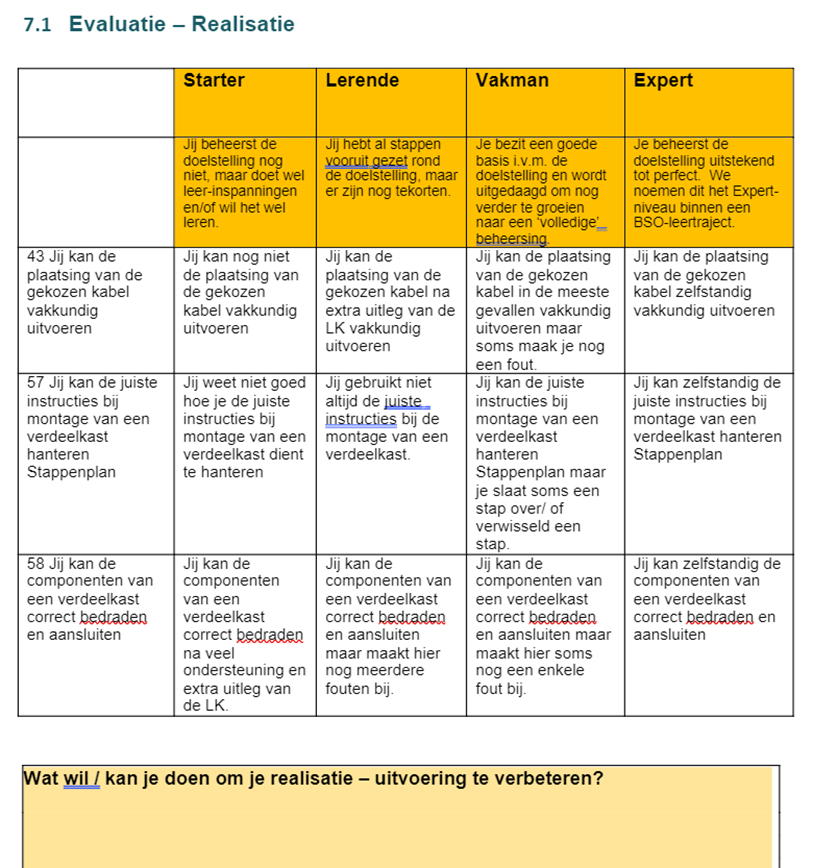 7.1 Evaluatie – Realisatie
Starter
Lerende
Vakman
Expert
Jij beheerst de
doelstelling nog
niet, maar doet wel
leer-inspanningen
en/of wil het wel
leren.
Jij hebt al stappen
vooruit gezet rond
de doelstelling, maar
er zijn nog tekorten.
Je bezit een goede
basis i.v.m. de
doelstelling en wordt
uitgedaagd om nog
verder te groeien
naar een ‘volledige’
beheersing.
Je beheerst de
doelstelling uitstekend
tot perfect. We
noemen dit het Expert-
niveau binnen een
BSO-leertraject.
43 Jij kan de
plaatsing van de
gekozen kabel
vakkundig
uitvoeren
Jij kan nog niet
de plaatsing van
de gekozen
kabel vakkundig
uitvoeren
Jij kan de
plaatsing van de
gekozen kabel na
extra uitleg van de
LK vakkundig
uitvoeren
Jij kan de plaatsing
van de gekozen
kabel in de meeste
gevallen vakkundig
uitvoeren maar
soms maak je nog
een fout.
Jij kan de plaatsing
van de gekozen
kabel zelfstandig
vakkundig uitvoeren
57 Jij kan de juiste
instructies bij
montage van een
verdeelkast
hanteren
Stappenplan
Jij weet niet goed
hoe je de juiste
instructies bij
montage van een
verdeelkast dient
te hanteren
Jij gebruikt niet
altijd de juiste
instructies bij de
montage van een
verdeelkast.
Jij kan de juiste
instructies bij
montage van een
verdeelkast
hanteren
Stappenplan maar
je slaat soms een
stap over/ of
verwisseld een
stap.
Jij kan zelfstandig de
juiste instructies bij
montage van een
verdeelkast hanteren
Stappenplan
58 Jij kan de
componenten van
een verdeelkast
correct bedraden
en aansluiten
Jij kan de
componenten
van een
verdeelkast
correct bedraden
na veel
ondersteuning en
extra uitleg van
de LK.
Jij kan de
componenten van
een verdeelkast
correct bedraden
en aansluiten
maar maakt hier
nog meerdere
fouten bij.
Jij kan de
componenten van
een verdeelkast
correct bedraden
en aansluiten maar
maakt hier soms
nog een enkele
fout bij.
Jij kan zelfstandig de
componenten van
een verdeelkast
correct bedraden en
aansluiten
Wat wil / kan je doen om je realisatie – uitvoering te verbeteren?